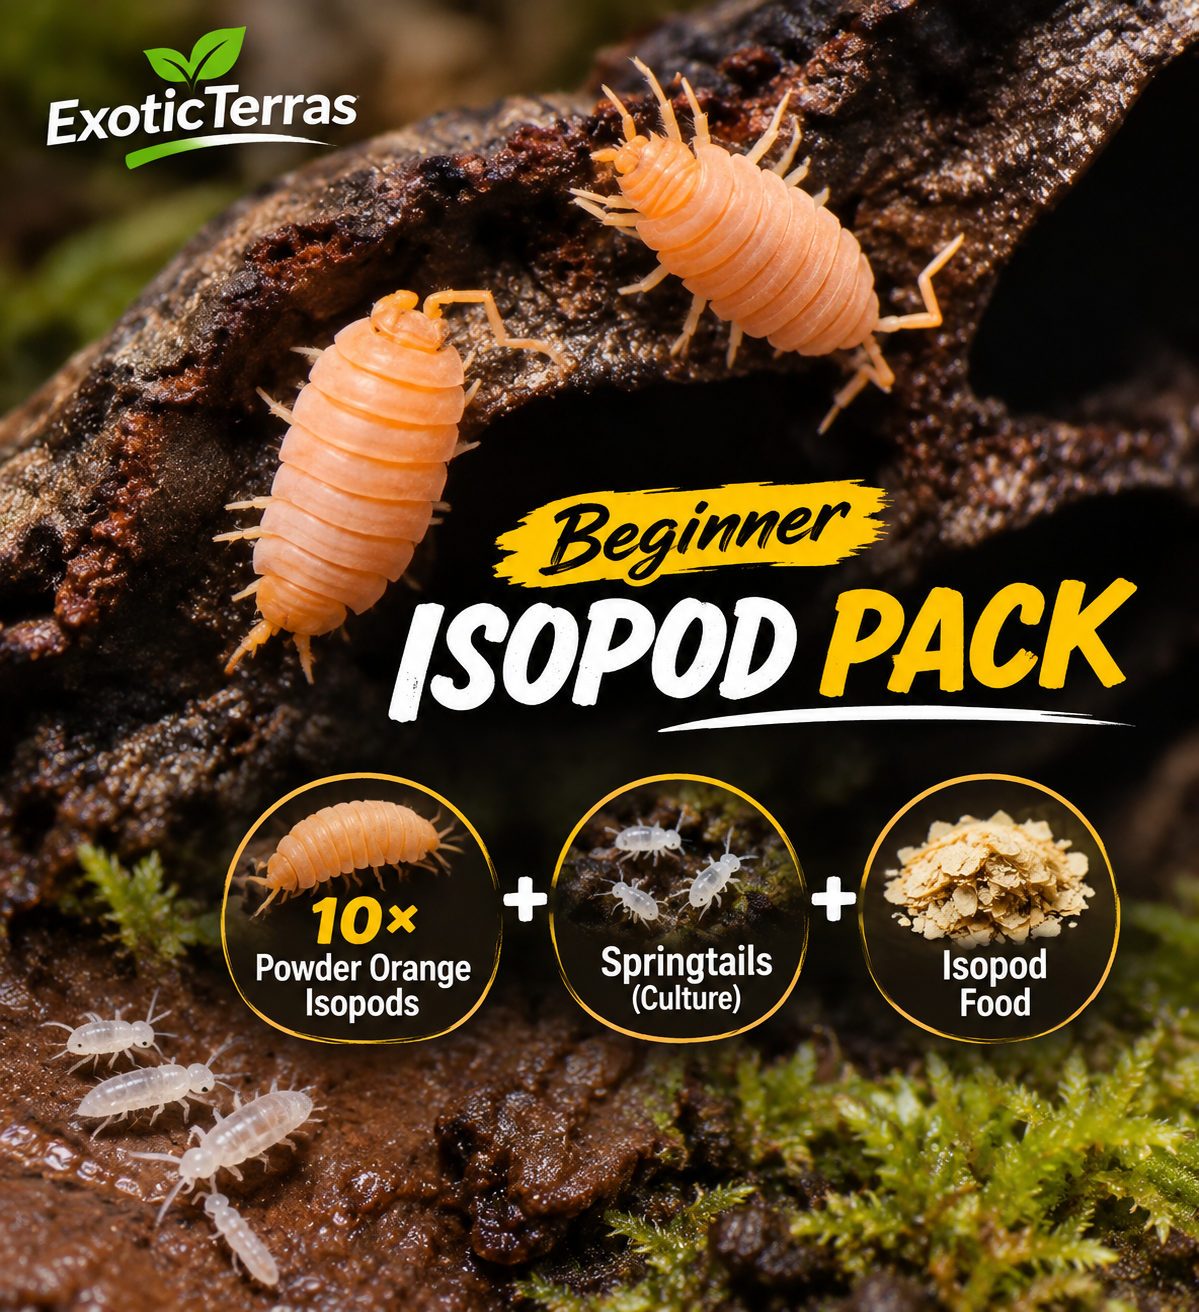 ExoticTerras
Beginner
ISOPOD PACK
10×
Powder Orange
Isopods
+
Springtails
(Culture)
+
Isopod
Food